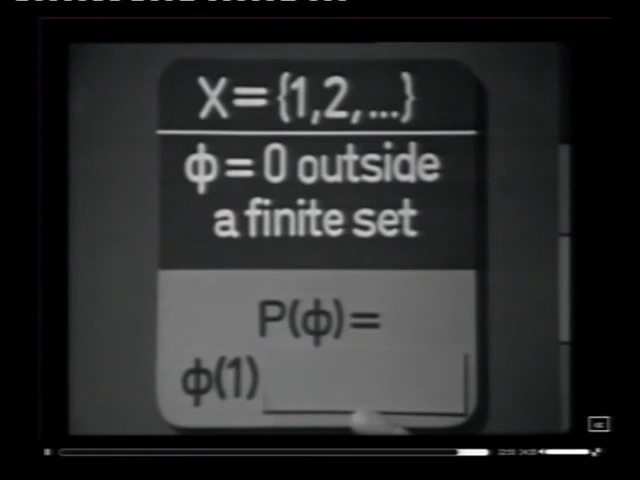 X={1,2,...}
ϕ=0 outside
a finite set
P(ϕ)=
ϕ(1)